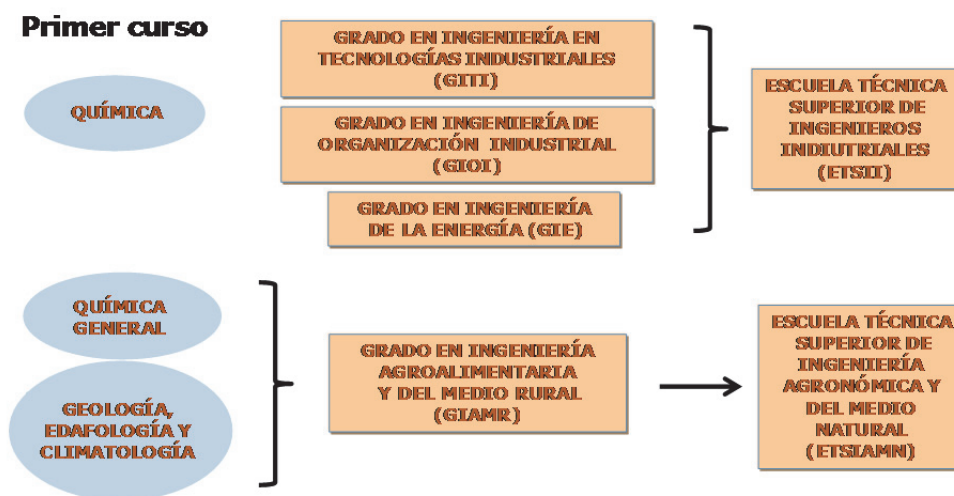 Primer curso
QUÍMICA
GRADO EN INGENIERÍA EN
TECNOLOGÍAS INDUSTRIALES
(GITI)
GRADO EN INGENIERÍA DE
ORGANIZACIÓN INDUSTRIAL
(GIOI)
GRADO EN INGENIERÍA
DE LA ENERGÍA (GIE)
ESCUELA TÉCNICA
SUPERIOR DE
INGENIEROS
INDIUTRIALES
(ETSII)
QUÍMICA
GENERAL
GEOLOGÍA,
EDAFOLOGÍA Y
CLIMATOLOGÍA
GRADO EN INGENIERÍA
AGROALIMENTARIA
Y DEL MEDIO RURAL
(GIAMR)
ESCUELA TÉCNICA
SUPERIOR DE
INGENIERÍA
AGRONÓMICA Y
DEL MEDIO
NATURAL
(ETSIAMN)